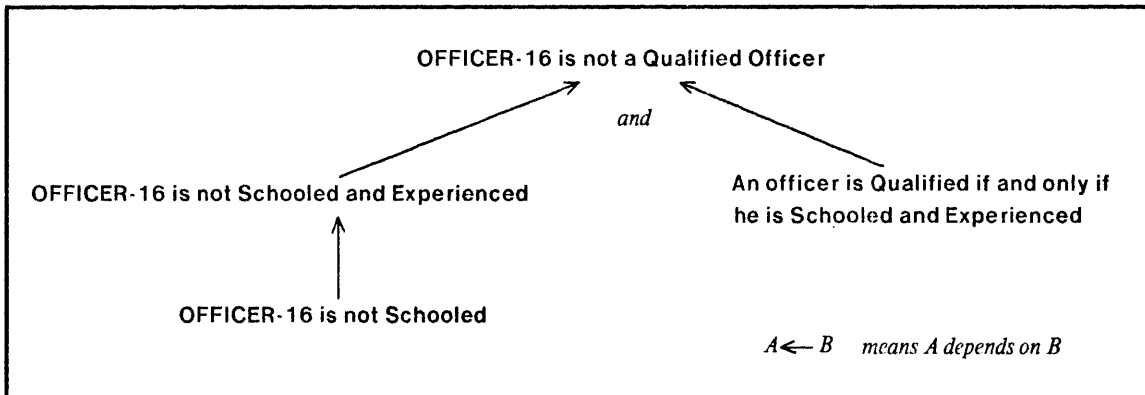 OFFICER-16 is not a Qualified Officer
and
OFFICER-16 is not Schooled and Experienced
An officer is Qualified if and only if
he is Schooled and Experienced
OFFICER-16 is not Schooled
A ← B means A depends on B